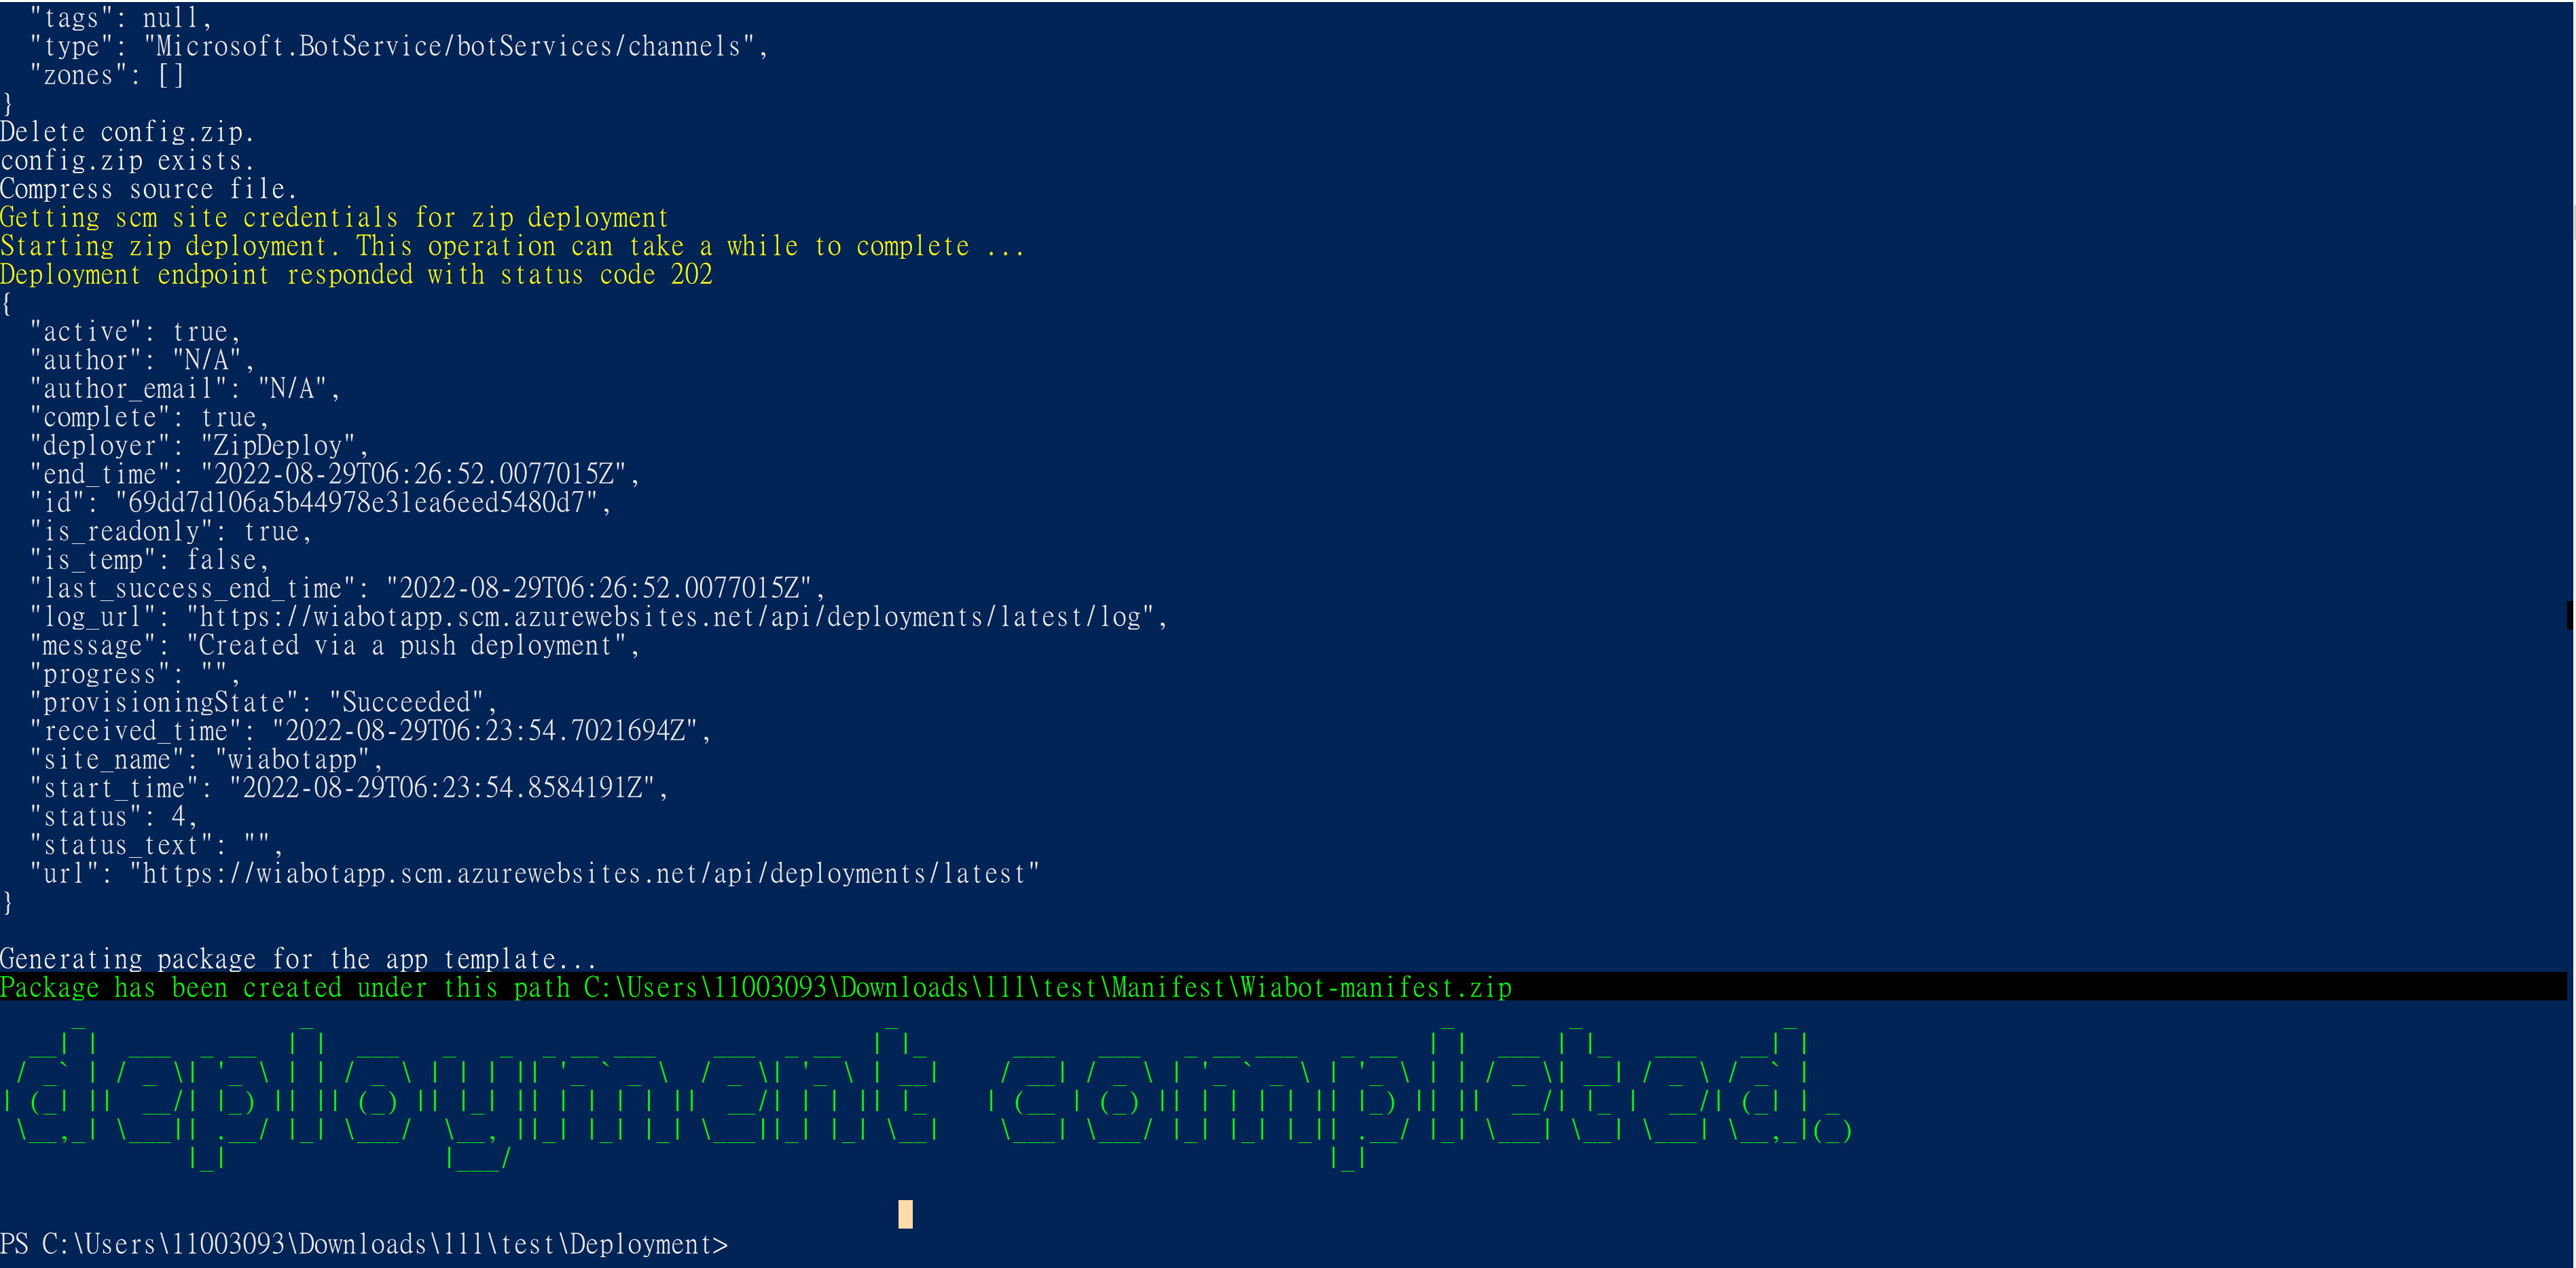 "tags": null,
"type": "Microsoft.BotService/botServices/channels",
"zones": []
}
Delete config.zip.
config.zip exists.
Compress source file.
Getting scm site credentials for zip deployment
Starting zip deployment. This operation can take a while to complete ...
Deployment endpoint responded with status code 202
{
"active": true,
"author": "N/A",
"author_email": "N/A",
"complete": true,
"deployer": "ZipDeploy",
"end_time": "2022-08-29T06:26:52.0077015Z",
"id": "69dd7d106a5b44978e31ea6eed5480d7",
"is_readonly": true,
"is_temp": false,
"last_success_end_time": "2022-08-29T06:26:52.0077015Z",
"log_url": "https://wiabotapp.scm.azurewebsites.net/api/deployments/latest/log",
"message": "Created via a push deployment",
"progress": "",
"provisioningState": "Succeeded",
"received_time": "2022-08-29T06:23:54.7021694Z",
"site_name": "wiabotapp",
"start_time": "2022-08-29T06:23:54.8584191Z",
"status": 4,
"status_text": "",
"url": "https://wiabotapp.scm.azurewebsites.net/api/deployments/latest"
}
Generating package for the app template...
Package has been created under this path C:\Users\11003093\Downloads\lll\test\Manifest\Wiabot-manifest.zip
deployment completed.
PS C:\Users\11003093\Downloads\lll\test\Deployment>